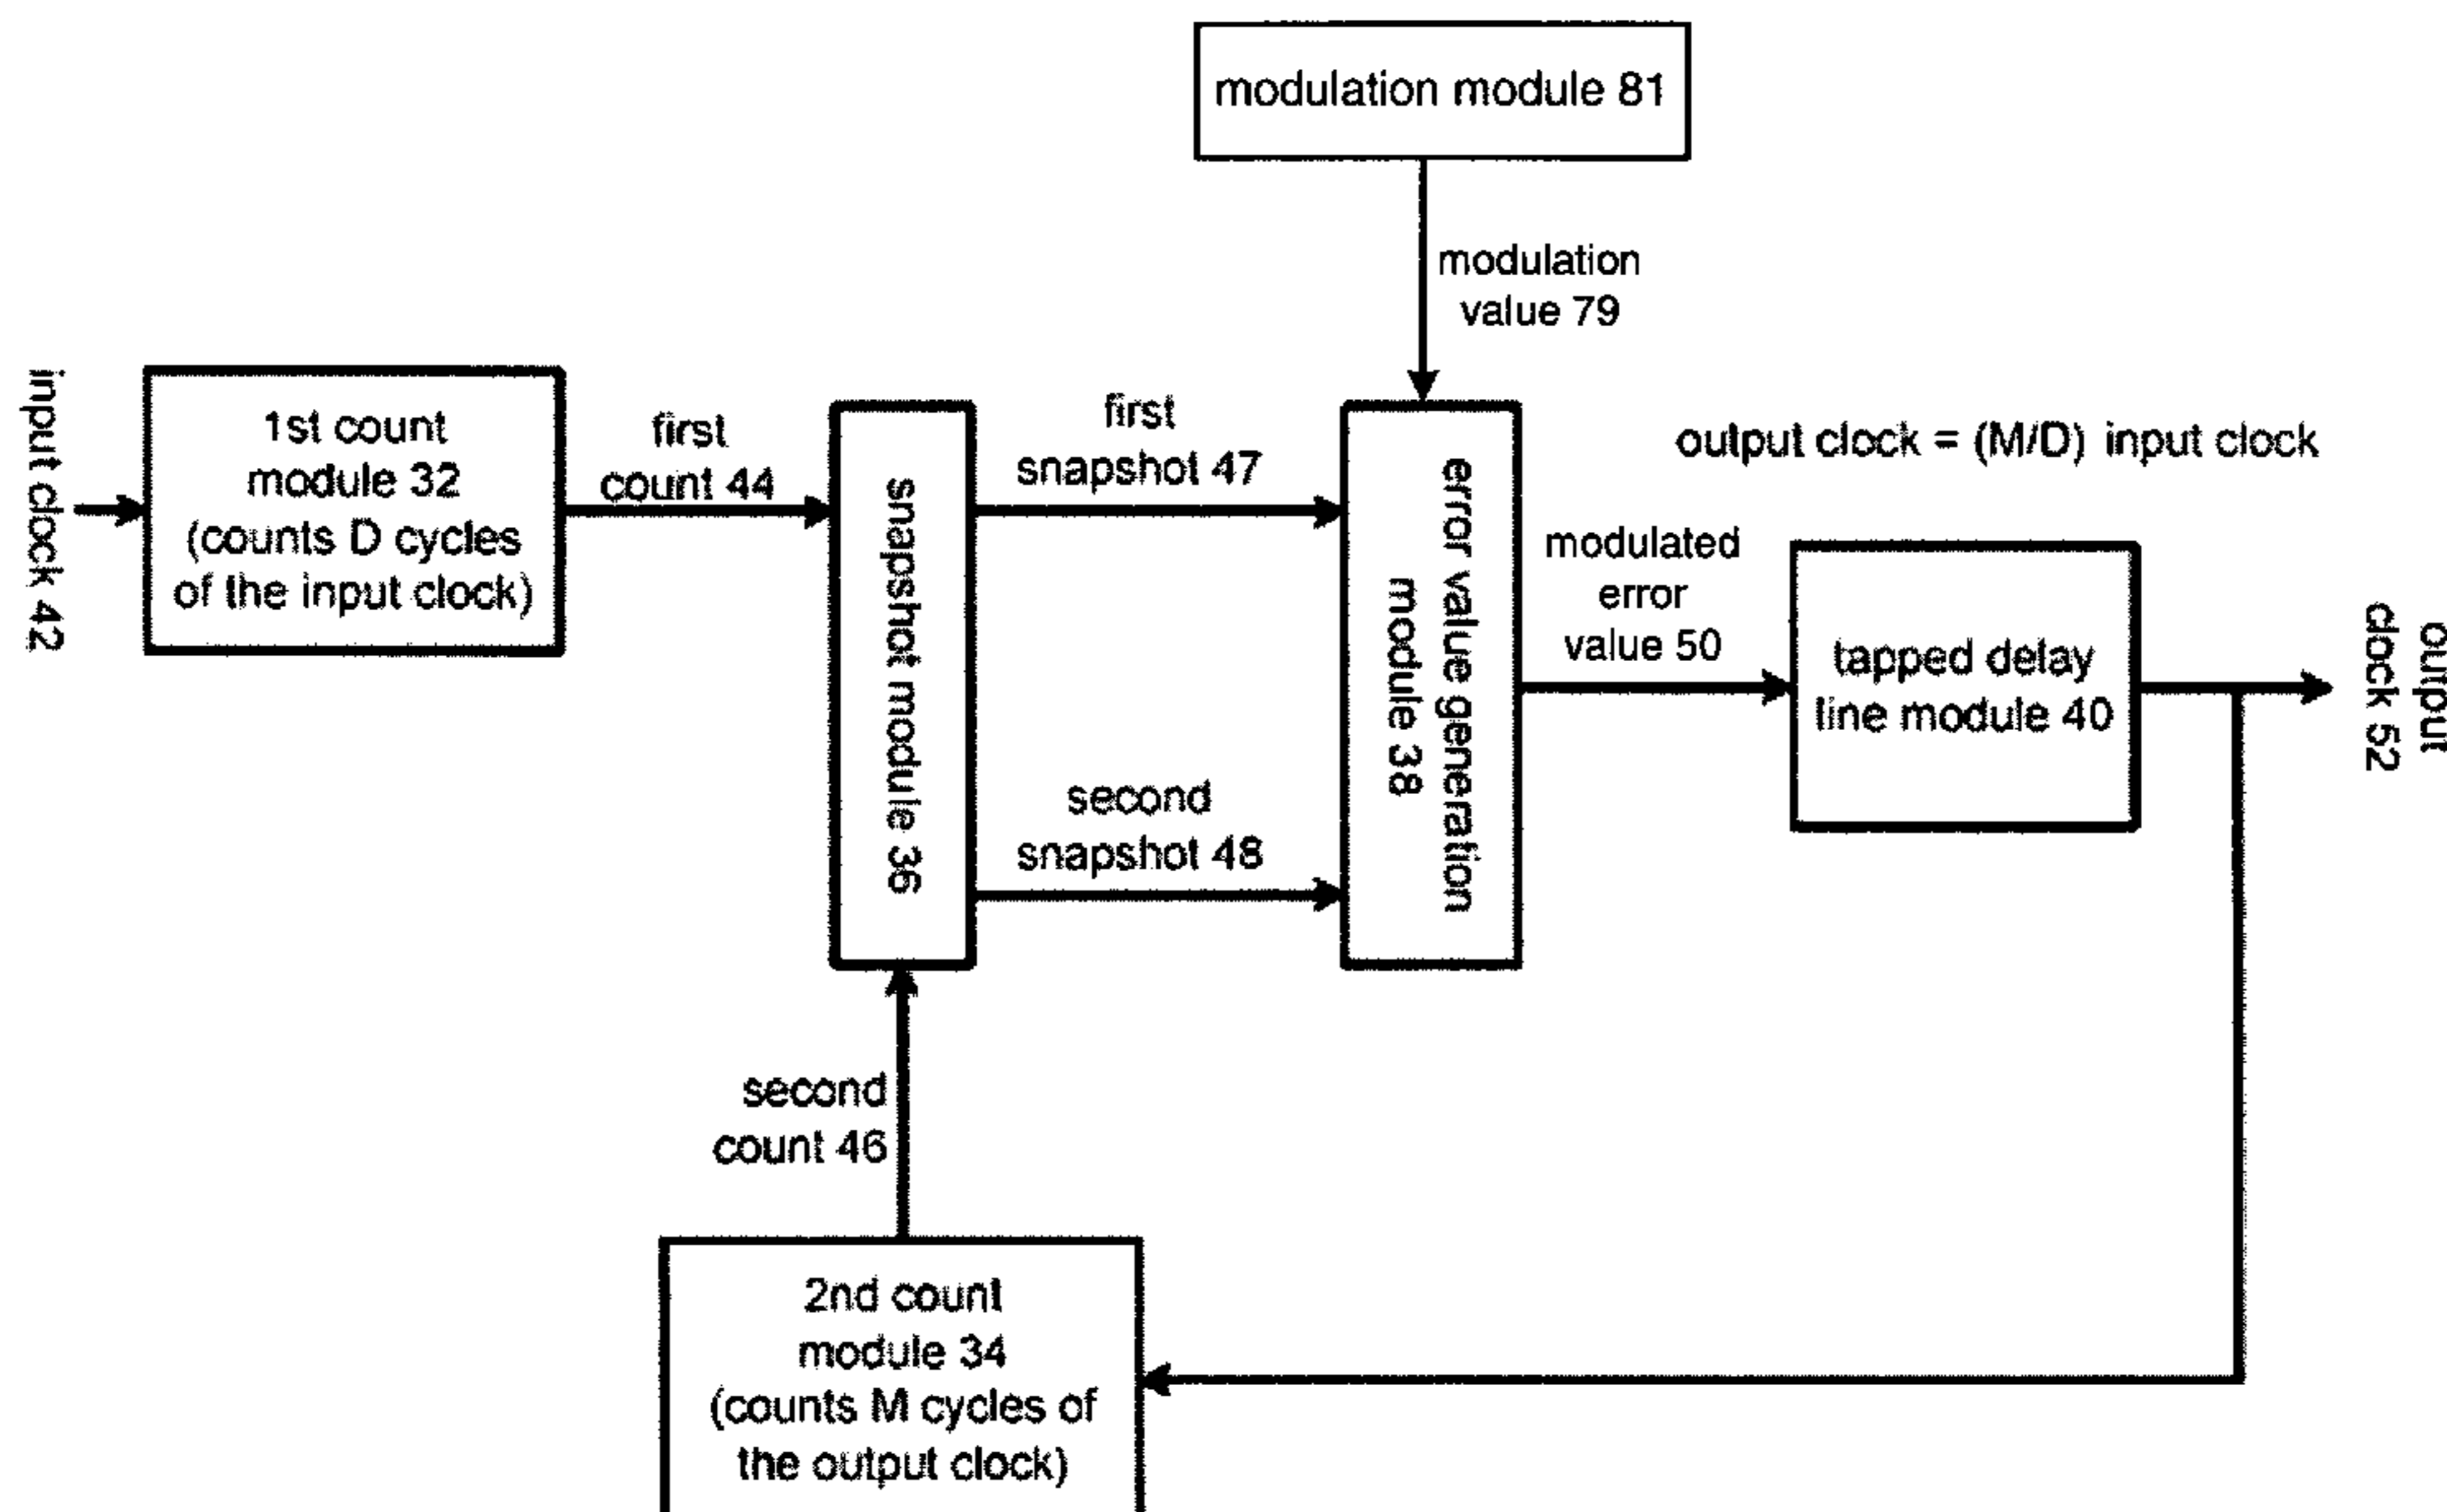 modulation module 81
modulation
value 79
input clock 42
1st count
module 32
(counts D cycles
of the input clock)
first
count 44
snapshot module 36
first
snapshot 47
second
snapshot 48
error value generation
module 38
output clock = (M/D) input clock
modulated
error
value 50
tapped delay
line module 40
output
clock 52
second
count 46
2nd count
module 34
(counts M cycles of
the output clock)